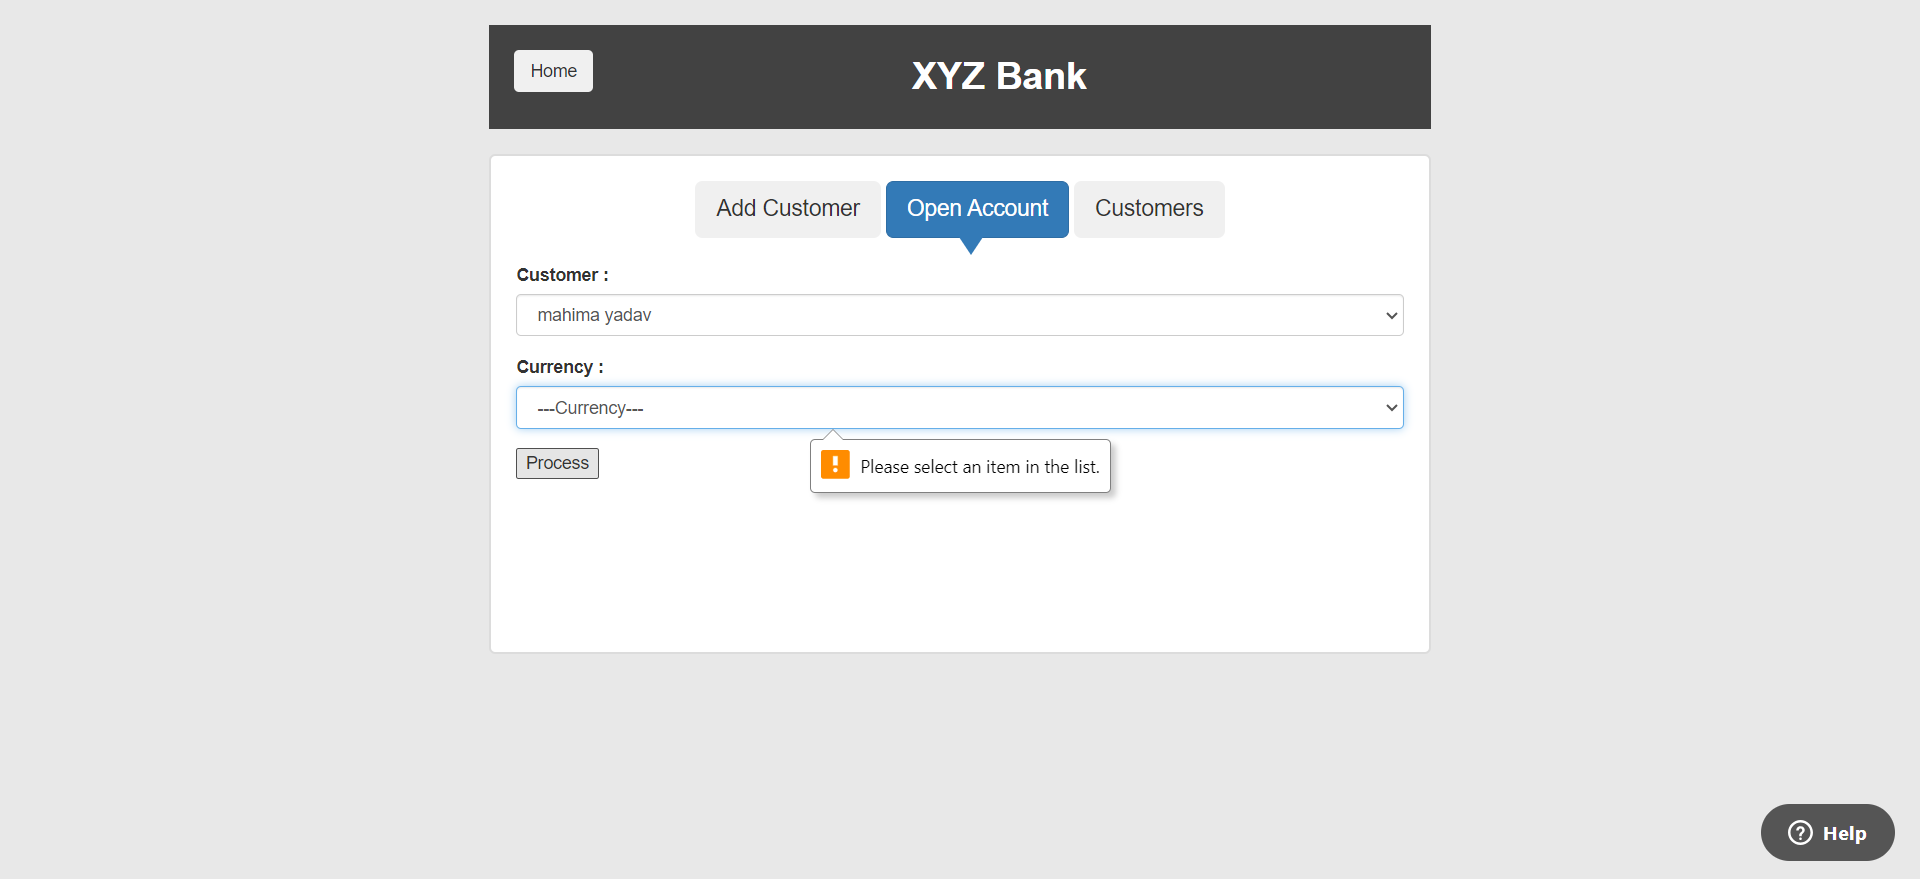 Home
XYZ Bank
Add Customer
Open Account
Customers
Customer :
mahima yadav
Currency :
---Currency---
Process
! Please select an item in the list.
? Help